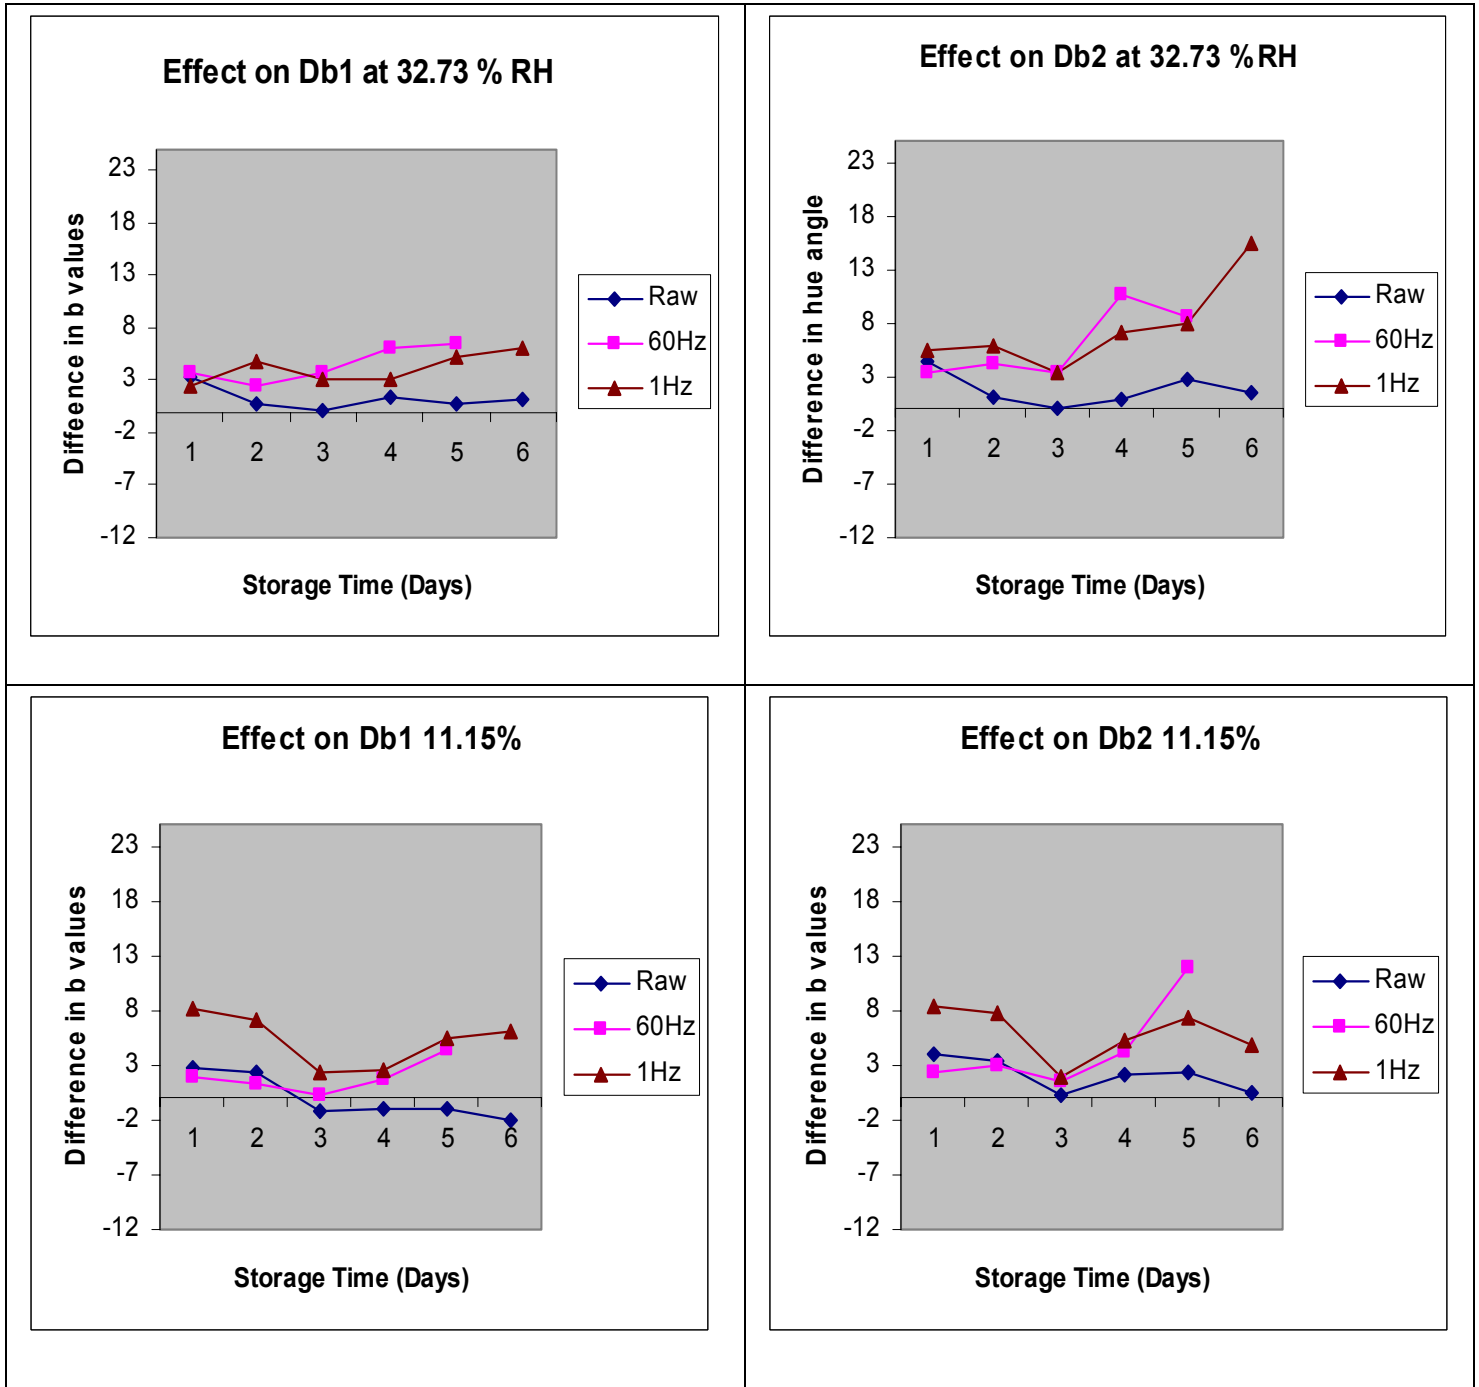 Effect on Db1 at 32.73 % RH
Diffeence in b values
23
18
13
8
3
-2
-7
-12
1 2 3 4 5 6
Storage Time (Days)
Raw
60Hz
1Hz
Effect on Db2 at 32.73 %RH
Difference in hue angle
23
18
13
8
3
-2
-7
-12
1 2 3 4 5 6
Storage Time (Days)
Raw
60Hz
1Hz
Effect on Db1 11.15%
Difference in b values
23
18
13
8
3
-2
-7
-12
1 2 3 4 5 6
Storage Time (Days)
Raw
60Hz
1Hz
Effect on Db2 11.15%
Difference in b values
23
18
13
8
3
-2
-7
-12
1 2 3 4 5 6
Storage Time (Days)
Raw
60Hz
1Hz